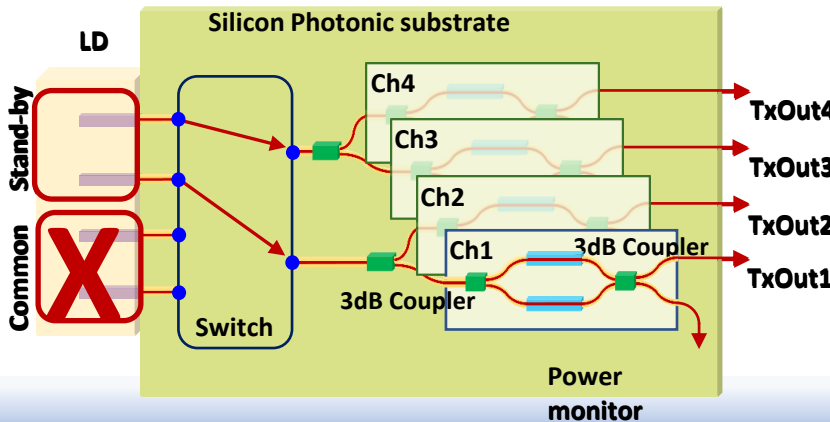 Silicon Photonic substrate
LD
Stand-by
Common
X
Switch
Ch4
Ch3
Ch2
Ch1
3dB Coupler
3dB Coupler
TxOut4
TxOut3
TxOut2
TxOut1
Power
monitor